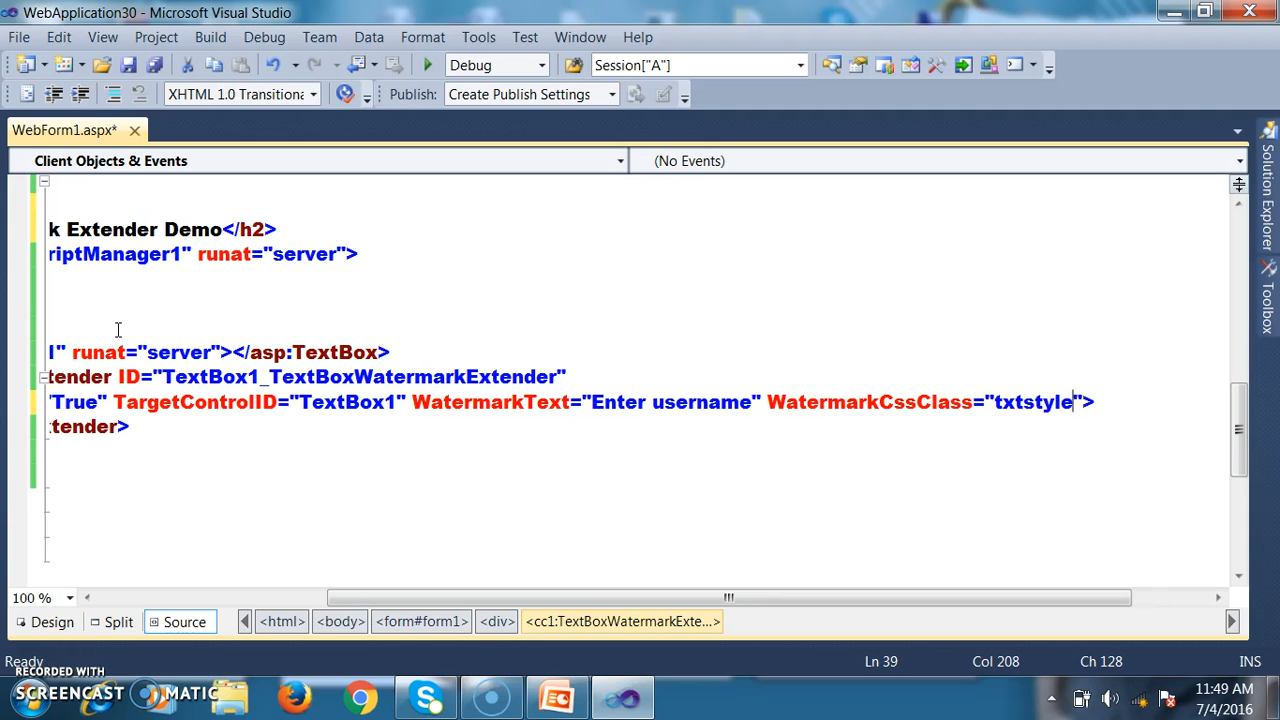 WebApplication30 - Microsoft Visual Studio
File Edit View Project Build Debug Team Data Format Tools Test Window Help
Debug Session["A"]
XHTML 1.0 Transitiona Publish: Create Publish Settings
WebForm1.aspx*
Client Objects & Events (No Events)
k Extender Demo</h2>
riptManager1" runat="server">
l" runat="server"></asp:TextBox>
tender ID="TextBox1_TextBoxWatermarkExtender"
"True" TargetControlID="TextBox1" WatermarkText="Enter username" WatermarkCssClass="txtstyle">
tender>
Solution Explorer
Toolbox
100 %
Design Split Source <html> <body> <form#form1> <div> <cc1:TextBoxWatermarkExte...>
Ready Ln 39 Col 208 Ch 128 INS
RECORDED WITH
SCREENCAST MATIC
11:49 AM
7/4/2016